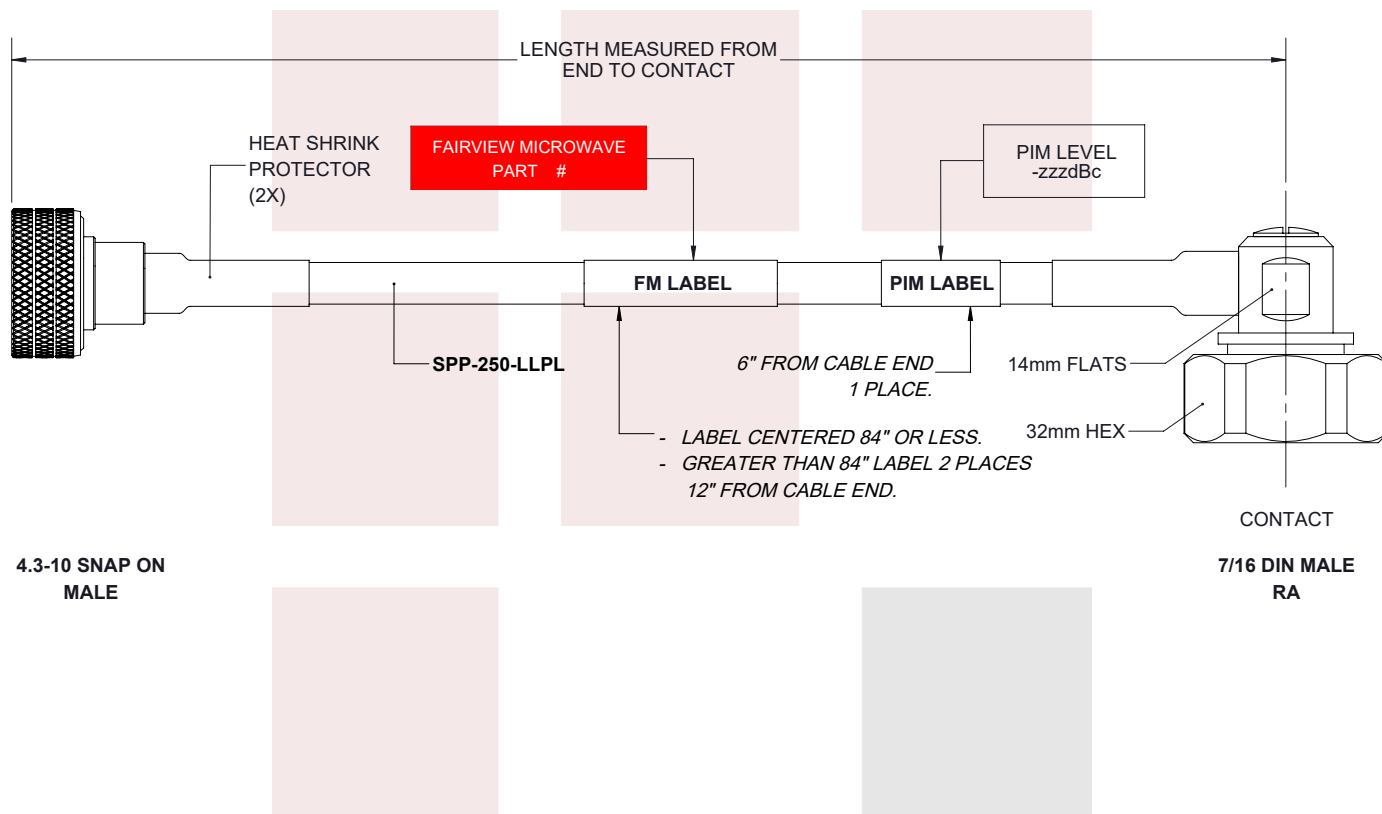 LENGTH MEASURED FROM
END TO CONTACT
HEAT SHRINK
PROTECTOR
(2X)
FAIRVIEW MICROWAVE
PART #
PIM LEVEL
-zzzdBc
FM LABEL
PIM LABEL
SPP-250-LLPL
6" FROM CABLE END
1 PLACE.
14mm FLATS
32mm HEX
- LABEL CENTERED 84" OR LESS.
- GREATER THAN 84" LABEL 2 PLACES
12" FROM CABLE END.
CONTACT
4.3-10 SNAP ON
MALE
7/16 DIN MALE
RA